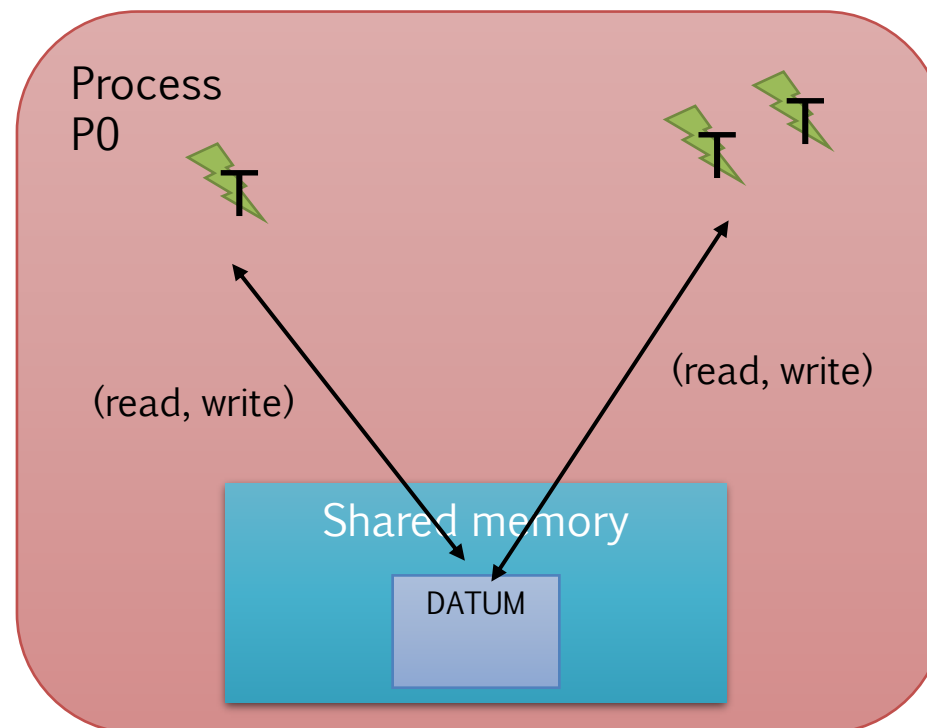 Process
P0
T
T
T
(read, write)
(read, write)
Shared memory
DATUM